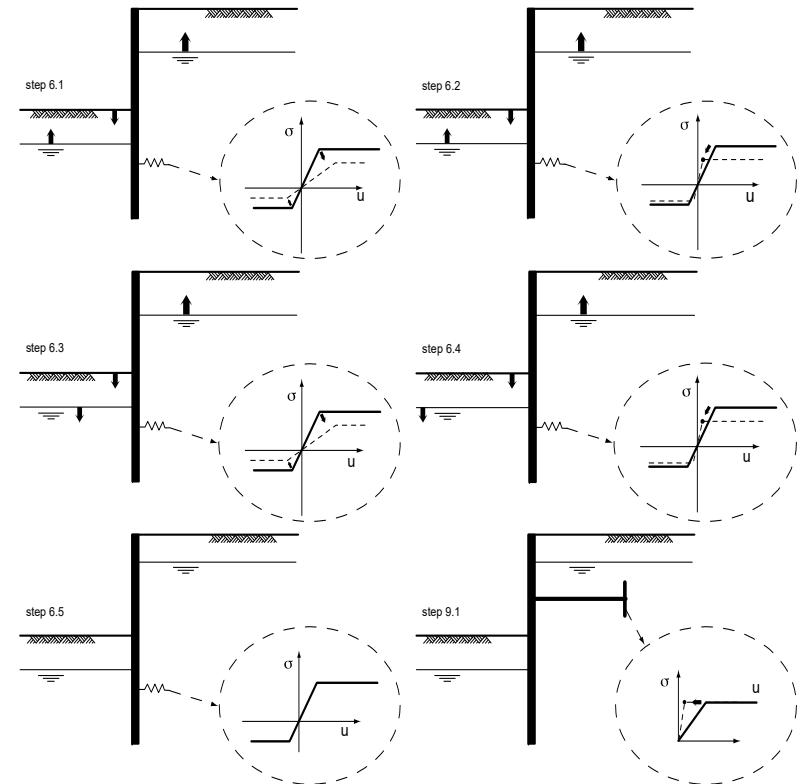 step 6.1
σ
u
step 6.2
σ
u
step 6.3
σ
u
step 6.4
σ
u
step 6.5
σ
u
step 9.1
σ
u